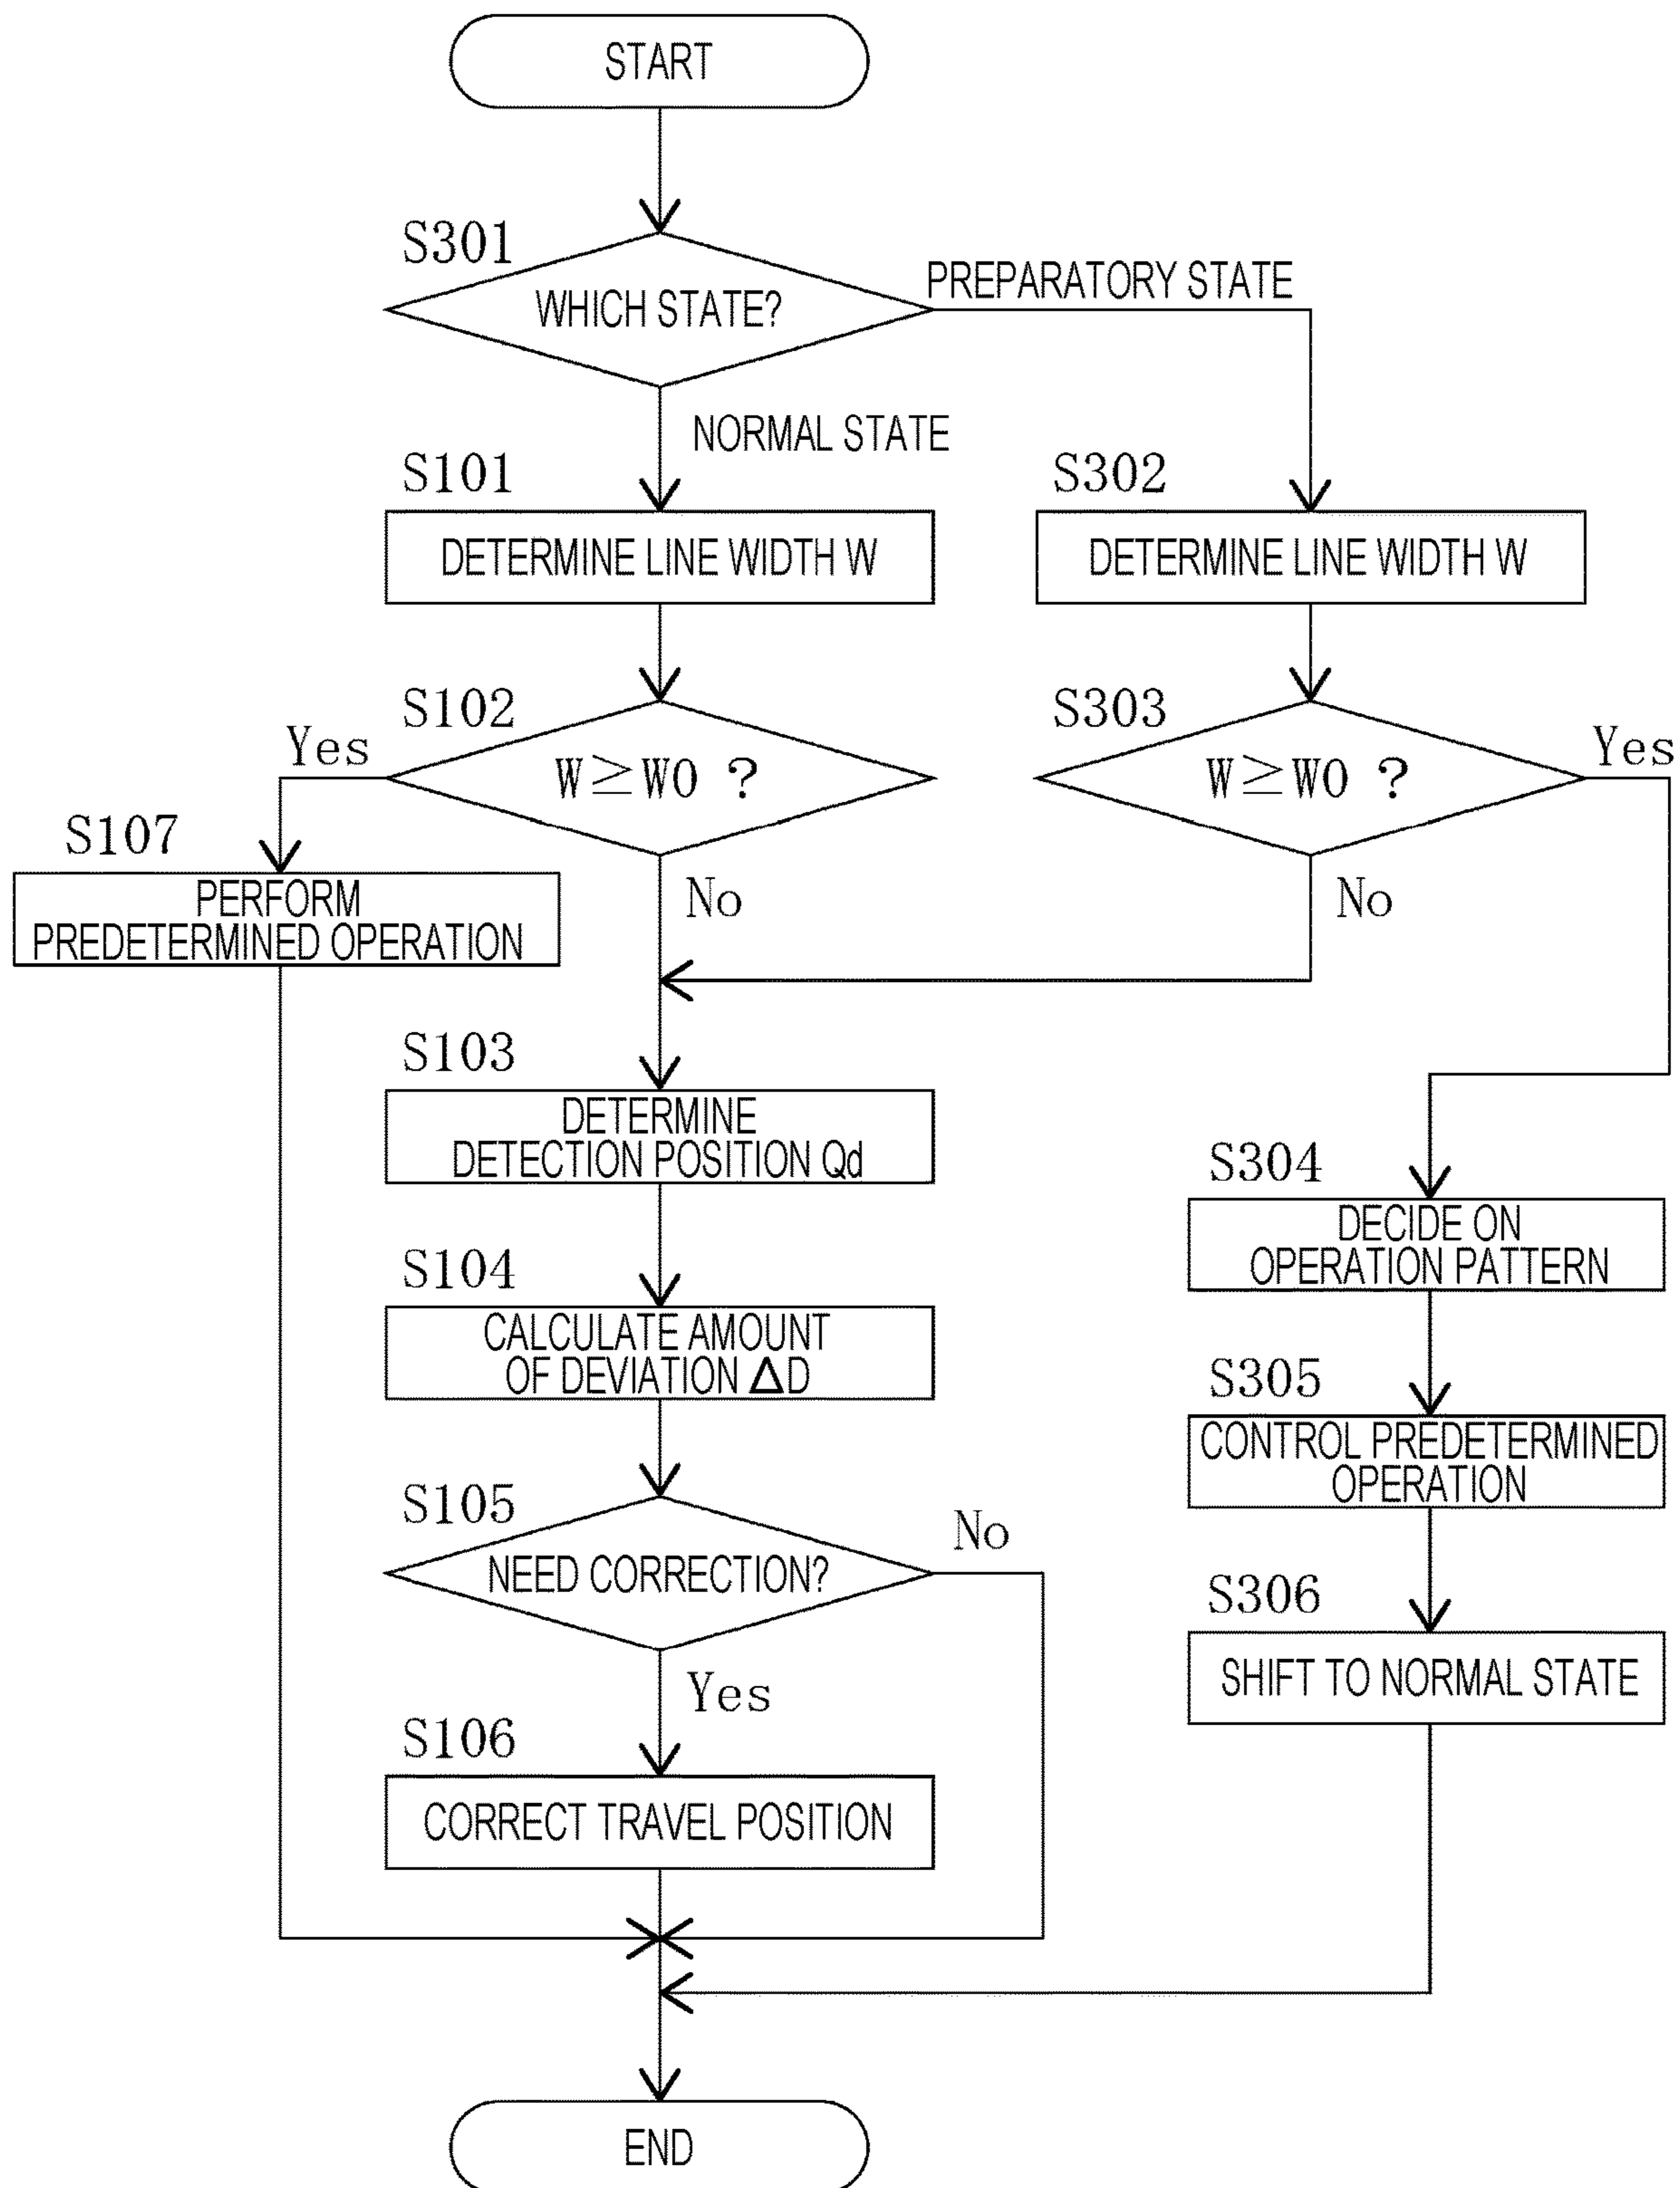 START
S301
WHICH STATE?
PREPARATORY STATE
NORMAL STATE
S101
DETERMINE LINE WIDTH W
S302
DETERMINE LINE WIDTH W
S102
W≥W0 ?
Yes
No
S303
W≥W0 ?
Yes
No
S107
PERFORM
PREDETERMINED OPERATION
S103
DETERMINE
DETECTION POSITION Qd
S104
CALCULATE AMOUNT
OF DEVIATION ΔD
S105
NEED CORRECTION?
No
Yes
S106
CORRECT TRAVEL POSITION
S304
DECIDE ON
OPERATION PATTERN
S305
CONTROL PREDETERMINED
OPERATION
S306
SHIFT TO NORMAL STATE
END